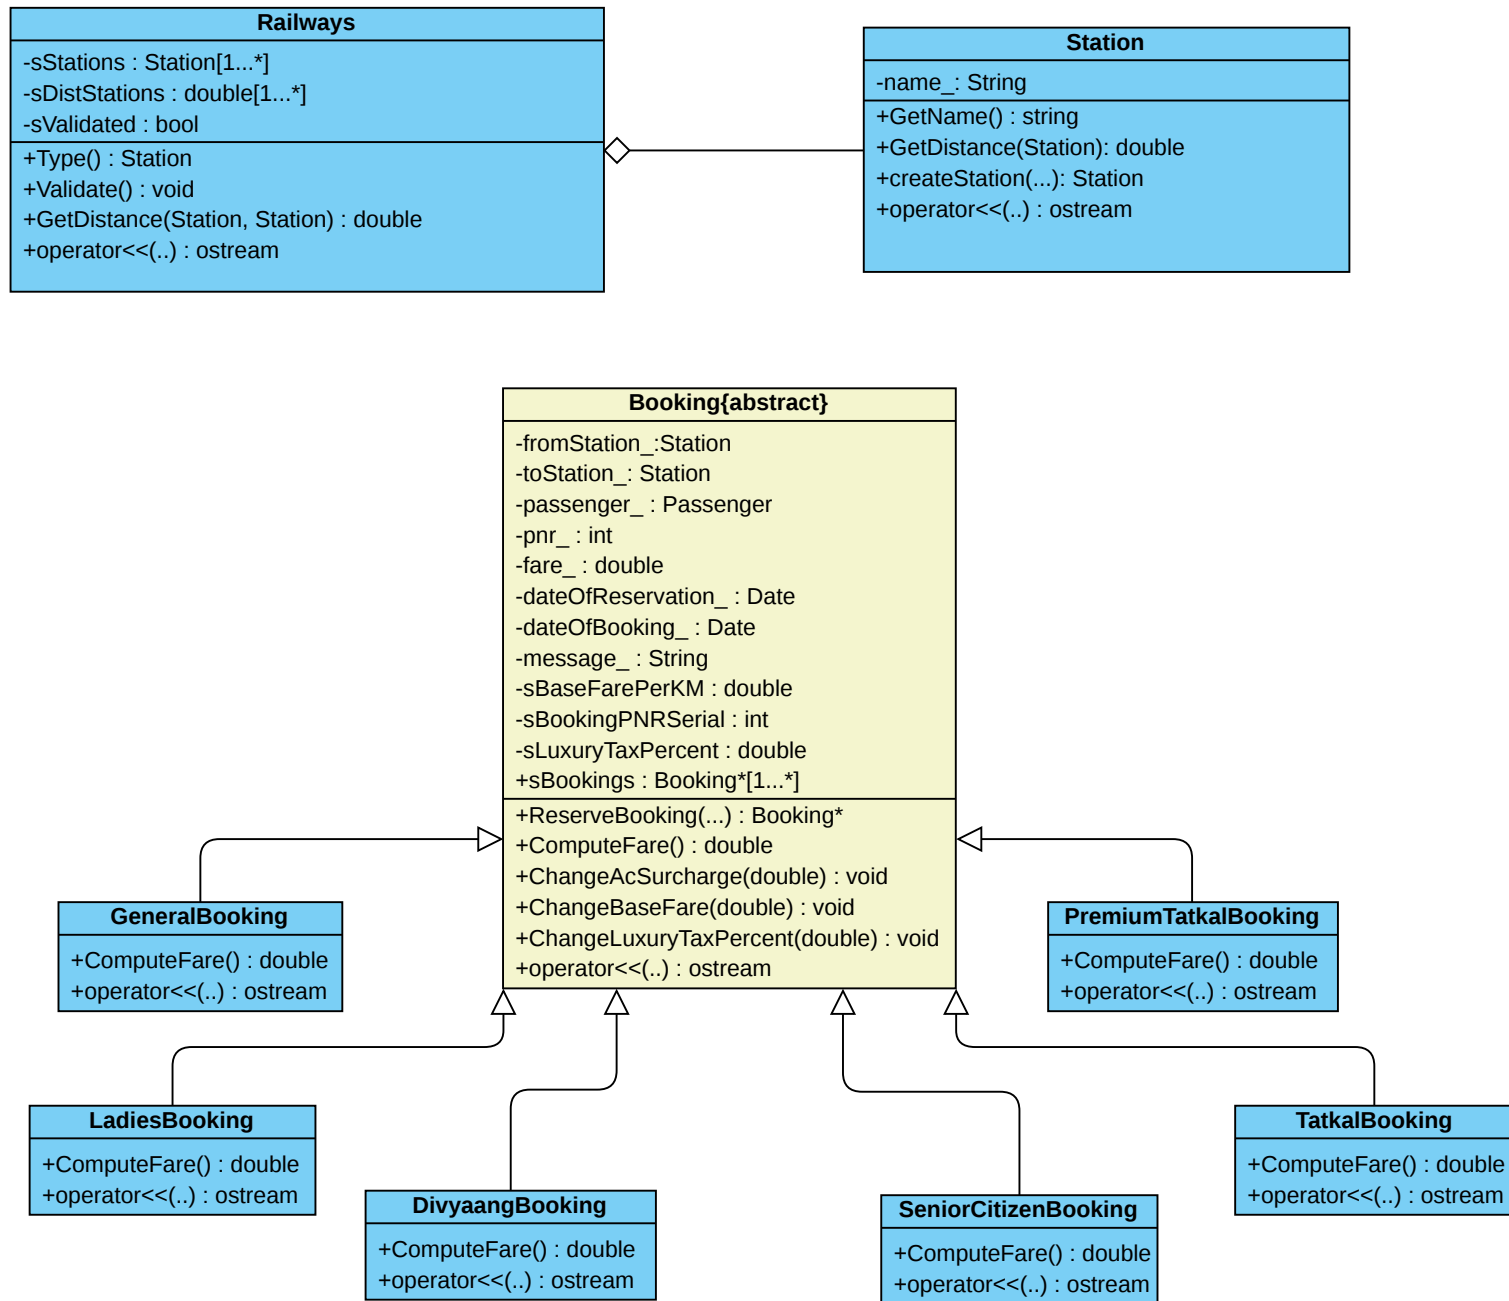 Railways
-sStations : Station[1...*]
-sDistStations : double[1...*]
-sValidated : bool
+Type() : Station
+Validate() : void
+GetDistance(Station, Station) : double
+operator<<(..) : ostream
Station
-name_: String
+GetName() : string
+GetDistance(Station): double
+createStation(...): Station
+operator<<(..) : ostream
Booking{abstract}
-fromStation_:Station
-toStation_: Station
-passenger_ : Passenger
-pnr_ : int
-fare_ : double
-dateOfReservation_ : Date
-dateOfBooking_ : Date
-message_ : String
-sBaseFarePerKM : double
-sBookingPNRSerial : int
-sLuxuryTaxPercent : double
+sBookings : Booking*[1...*]
+ReserveBooking(...) : Booking*
+ComputeFare() : double
+ChangeAcSurcharge(double) : void
+ChangeBaseFare(double) : void
+ChangeLuxuryTaxPercent(double) : void
+operator<<(..) : ostream
GeneralBooking
+ComputeFare() : double
+operator<<(..) : ostream
PremiumTatkalBooking
+ComputeFare() : double
+operator<<(..) : ostream
LadiesBooking
+ComputeFare() : double
+operator<<(..) : ostream
DivyaangBooking
+ComputeFare() : double
+operator<<(..) : ostream
SeniorCitizenBooking
+ComputeFare() : double
+operator<<(..) : ostream
TatkalBooking
+ComputeFare() : double
+operator<<(..) : ostream